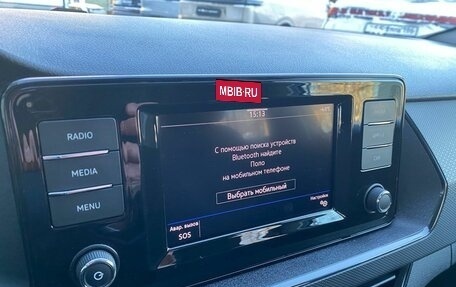 MBIB·RU
15:13
С помощью поиска устройств
Bluetooth найдите
Поло
на мобильном телефоне
Выбрать мобильный
Настройки
Авар. вызов
SOS
RADIO
MEDIA
MENU